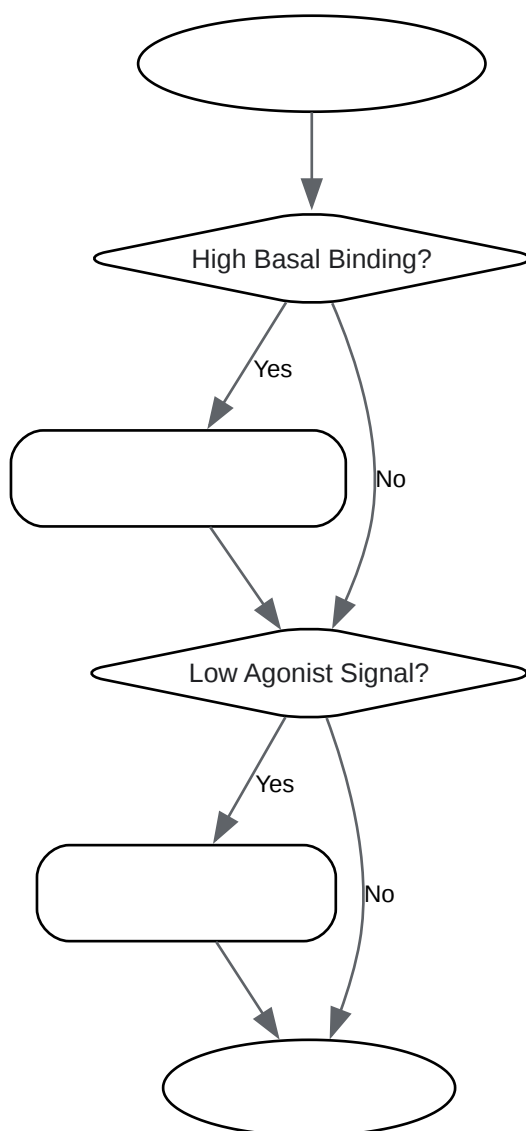 High Basal Binding?
Yes
No
Low Agonist Signal?
Yes
No